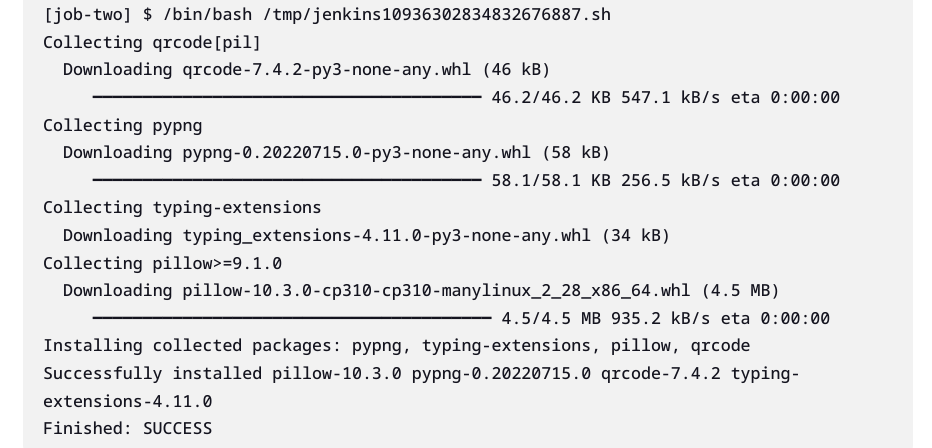 [job-two] $ /bin/bash /tmp/jenkins10936302834832676887.sh
Collecting qrcode[pil]
Downloading qrcode-7.4.2-py3-none-any.whl (46 kB)
━━━━━━━━━━━━━━━━━━━━━━━━━━━━━━━━━━━━━━━ 46.2/46.2 KB 547.1 kB/s eta 0:00:00
Collecting pypng
Downloading pypng-0.20220715.0-py3-none-any.whl (58 kB)
━━━━━━━━━━━━━━━━━━━━━━━━━━━━━━━━━━━━━━━ 58.1/58.1 KB 256.5 kB/s eta 0:00:00
Collecting typing-extensions
Downloading typing_extensions-4.11.0-py3-none-any.whl (34 kB)
Collecting pillow>=9.1.0
Downloading pillow-10.3.0-cp310-cp310-manylinux_2_28_x86_64.whl (4.5 MB)
━━━━━━━━━━━━━━━━━━━━━━━━━━━━━━━━━━━━━━━━ 4.5/4.5 MB 935.2 kB/s eta 0:00:00
Installing collected packages: pypng, typing-extensions, pillow, qrcode
Successfully installed pillow-10.3.0 pypng-0.20220715.0 qrcode-7.4.2 typing-
extensions-4.11.0
Finished: SUCCESS